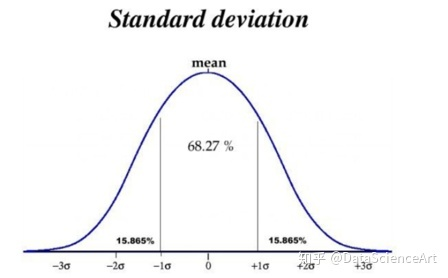 Standard deviation
mean
68.27 %
15.865% 15.865%
−3σ −2σ −1σ 0 +1σ +2σ +3σ
知乎 @DataScienceArt